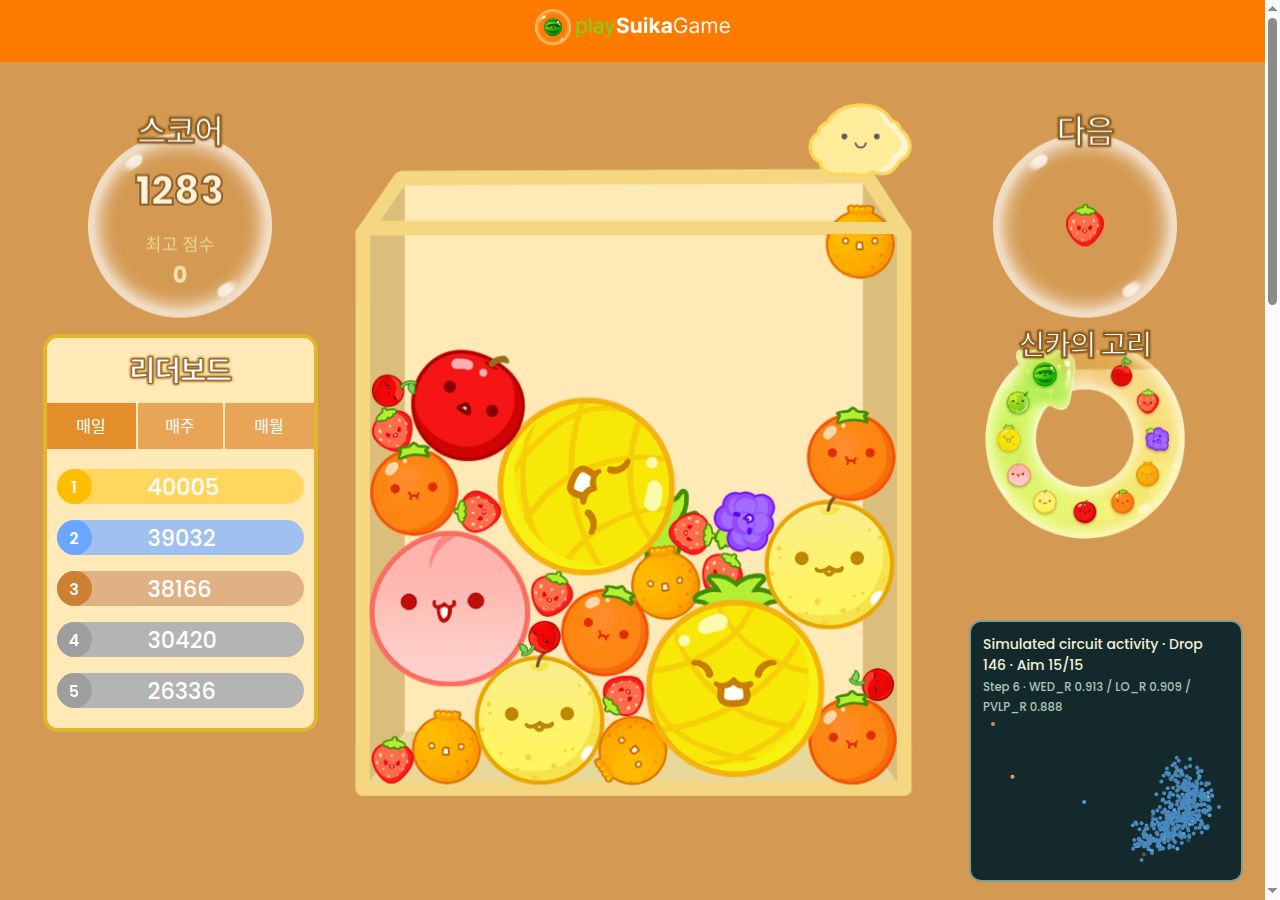 playSuikaGame
스코어
1283
최고 점수
0
리더보드
매일 매주 매월
1 40005
2 39032
3 38166
4 30420
5 26336
다음
신카의 고리
Simulated circuit activity · Drop
146 · Aim 15/15
Step 6 · WED_R 0.913 / LO_R 0.909 /
PVLP_R 0.888